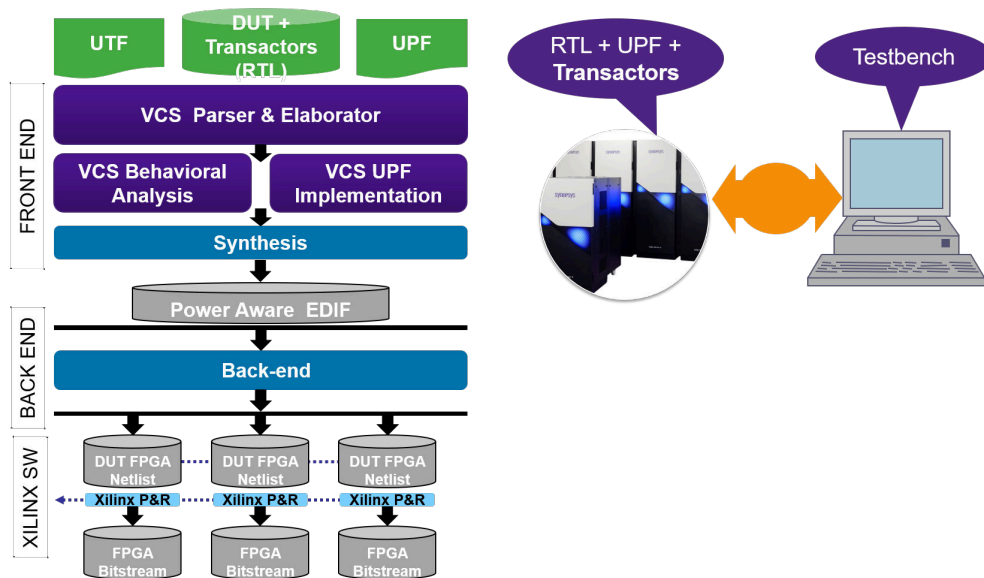 UTF
DUT +
Transactors
(RTL)
UPF
FRONT END
VCS Parser & Elaborator
VCS Behavioral
Analysis
VCS UPF
Implementation
Synthesis
Power Aware EDIF
BACK END
Back-end
XILINX SW
DUT FPGA
Netlist
DUT FPGA
Netlist
DUT FPGA
Netlist
Xilinx P&R
Xilinx P&R
Xilinx P&R
FPGA
Bitstream
FPGA
Bitstream
FPGA
Bitstream
RTL + UPF +
Transactors
Testbench
synopsys
synopsys